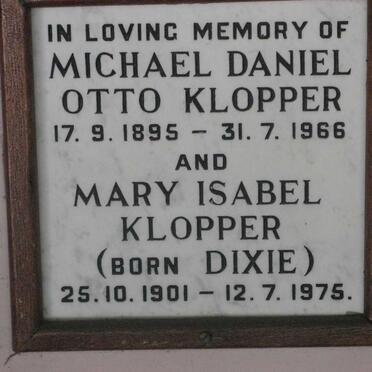 IN LOVING MEMORY OF
MICHAEL DANIEL
OTTO KLOPPER
17. 9. 1895 – 31. 7. 1966
AND
MARY ISABEL
KLOPPER
(BORN DIXIE)
25.10. 1901 – 12. 7. 1975.